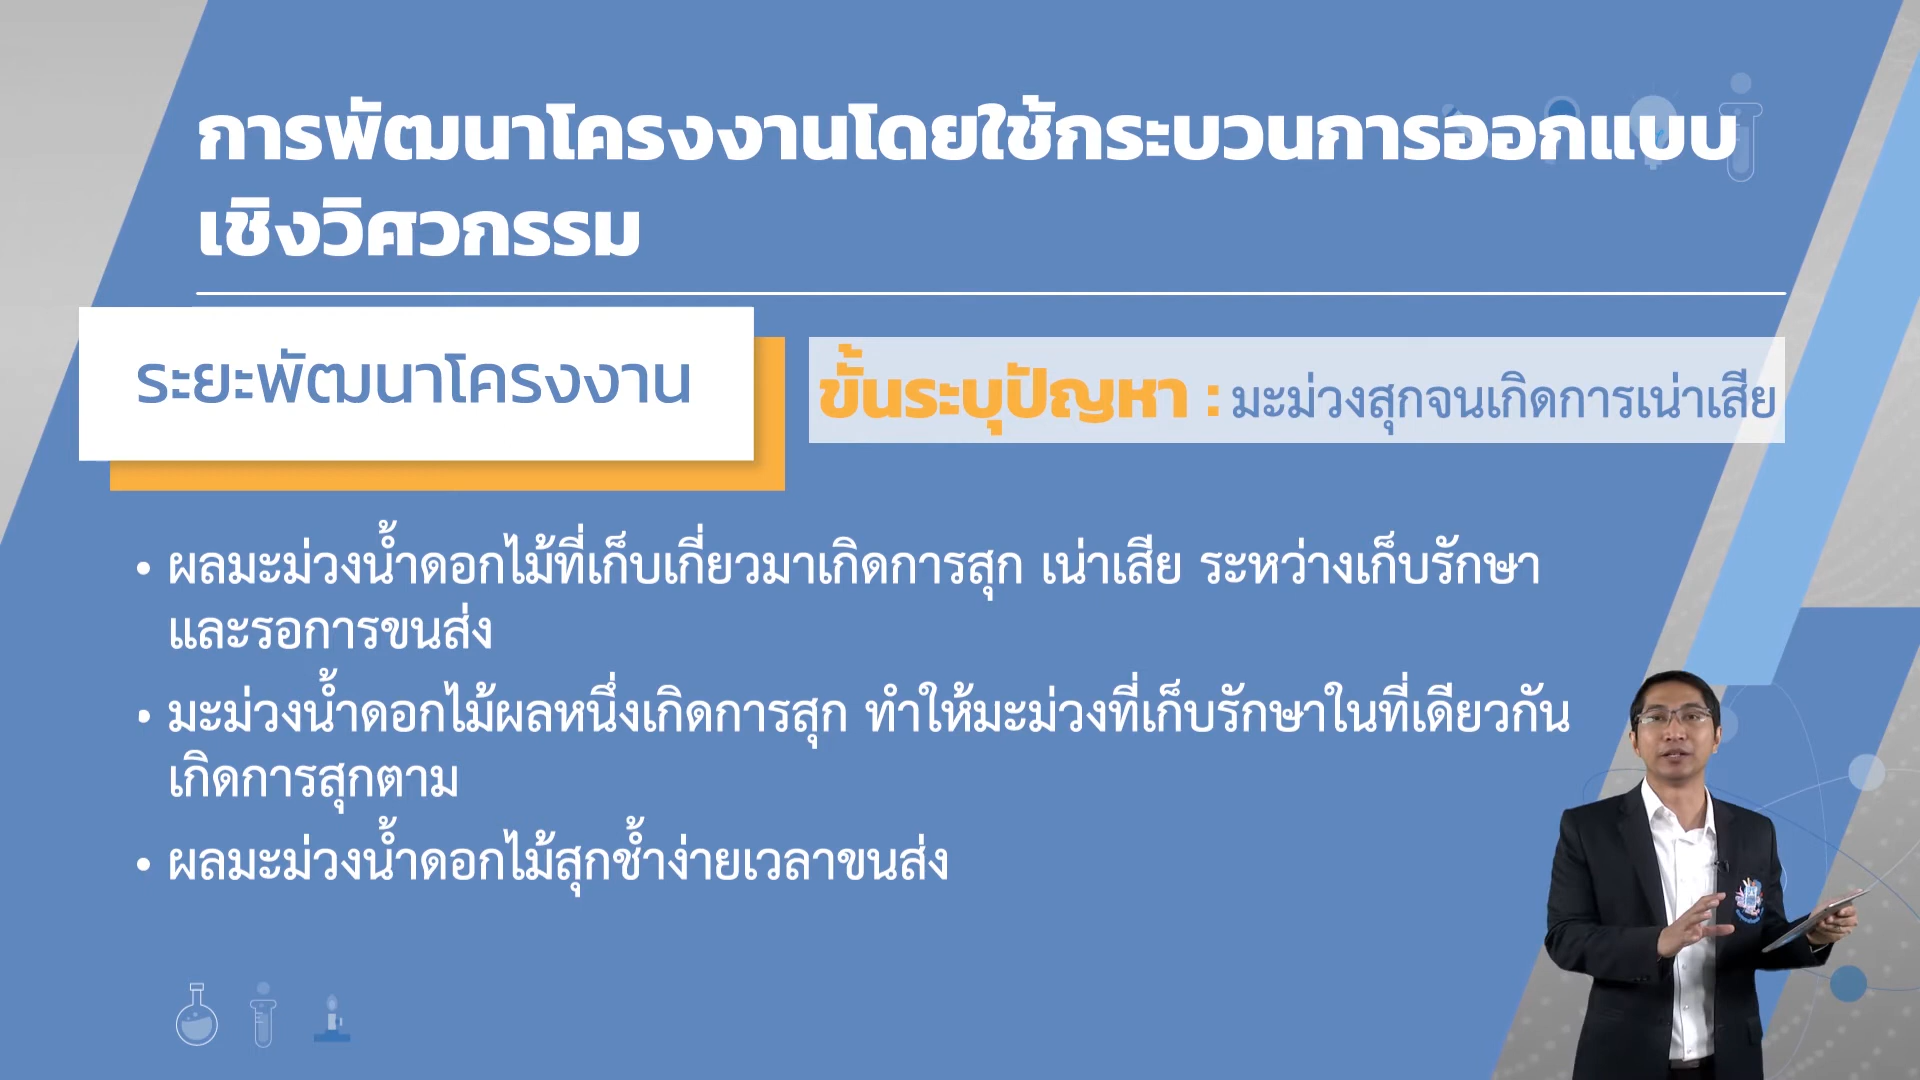 การพัฒนาโครงงานโดยใช้กระบวนการออกแบบ
เชิงวิศวกรรม
ระยะพัฒนาโครงงาน
ขั้นระบุปัญหา : มะม่วงสุกจนเกิดการเน่าเสีย
• ผลมะม่วงน้ำดอกไม้ที่เก็บเกี่ยวมาเกิดการสุก เน่าเสีย ระหว่างเก็บรักษา
และรอการขนส่ง
• มะม่วงน้ำดอกไม้ผลหนึ่งเกิดการสุก ทำให้มะม่วงที่เก็บรักษาในที่เดียวกัน
เกิดการสุกตาม
• ผลมะม่วงน้ำดอกไม้สุกช้ำง่ายเวลาขนส่ง